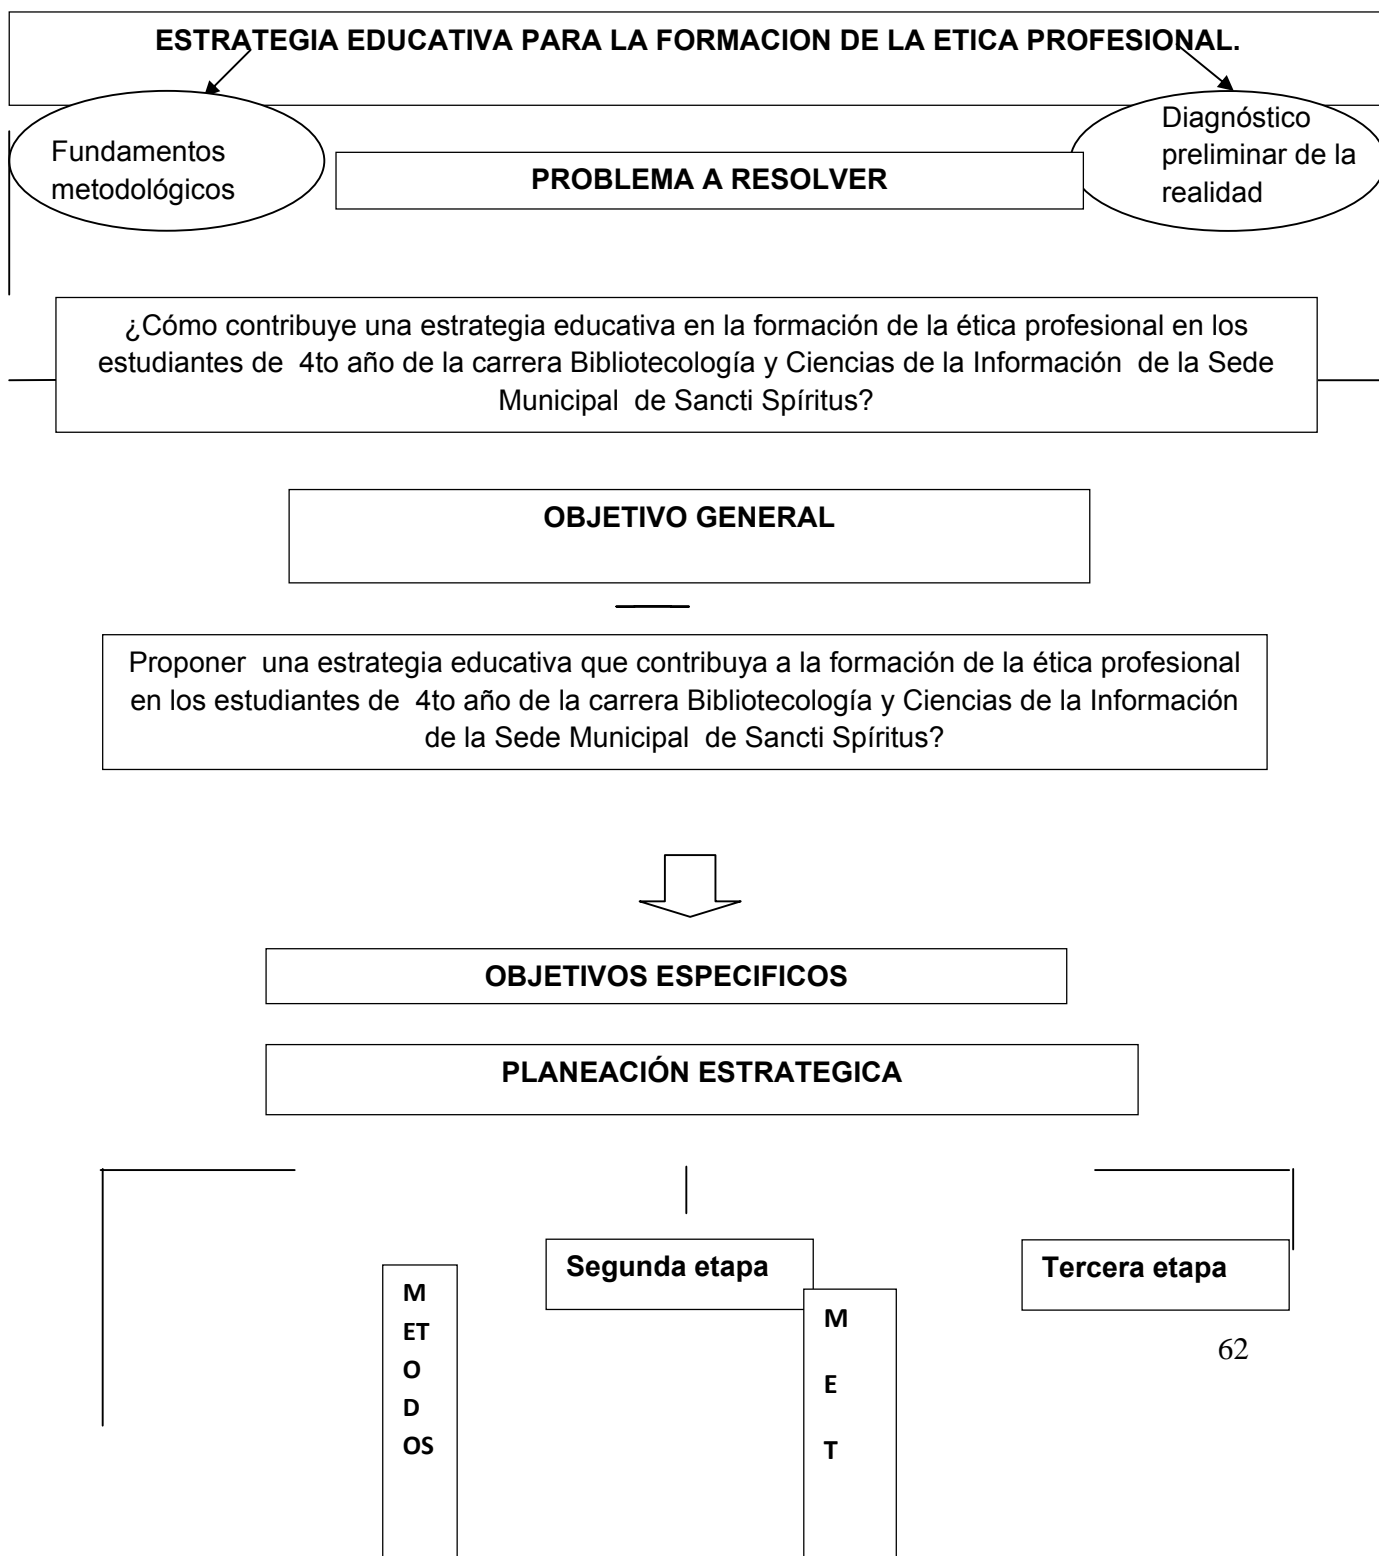 ESTRATEGIA EDUCATIVA PARA LA FORMACION DE LA ETICA PROFESIONAL.
Fundamentos
metodológicos
Diagnóstico
preliminar de la
realidad
PROBLEMA A RESOLVER
¿Cómo contribuye una estrategia educativa en la formación de la ética profesional en los
estudiantes de 4to año de la carrera Bibliotecología y Ciencias de la Información de la Sede
Municipal de Sancti Spíritus?
OBJETIVO GENERAL
Proponer una estrategia educativa que contribuya a la formación de la ética profesional
en los estudiantes de 4to año de la carrera Bibliotecología y Ciencias de la Información
de la Sede Municipal de Sancti Spíritus?
OBJETIVOS ESPECIFICOS
PLANEACIÓN ESTRATEGICA
Segunda etapa
Tercera etapa
M
ET
O
D
OS
M
E
T
62